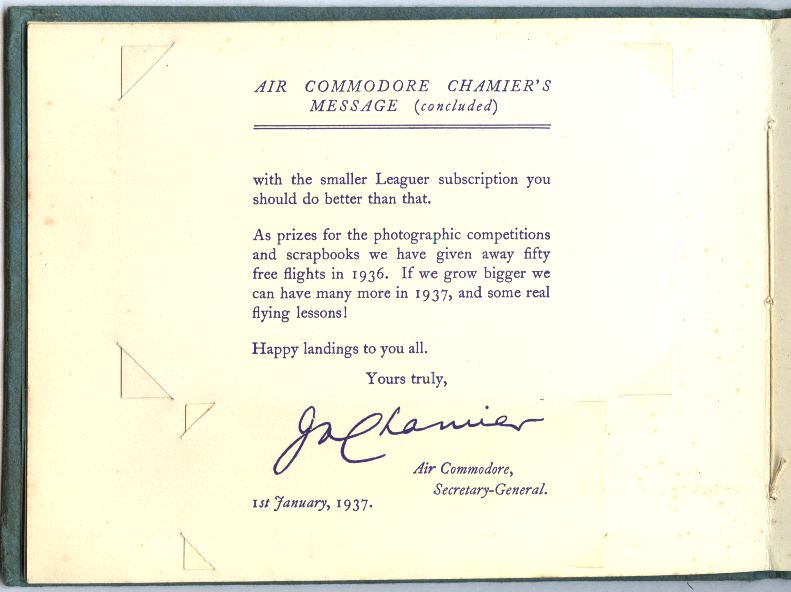 AIR COMMODORE CHAMIER'S
MESSAGE (concluded)
with the smaller Leaguer subscription you
should do better than that.
As prizes for the photographic competitions
and scrapbooks we have given away fifty
free flights in 1936. If we grow bigger we
can have many more in 1937, and some real
flying lessons!
Happy landings to you all.
Yours truly,
JAChamier
Air Commodore,
Secretary-General.
1st January, 1937.